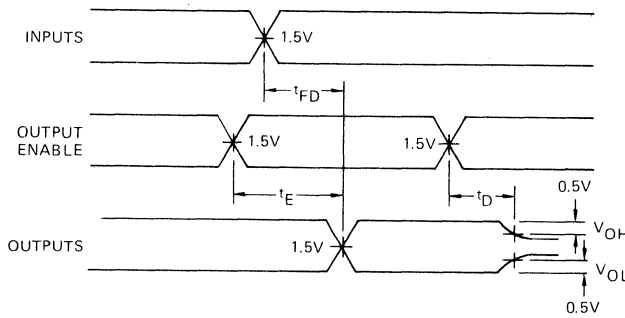 INPUTS
1.5V
tFD
OUTPUT
ENABLE
1.5V
1.5V
tE
tD
0.5V
OUTPUTS
1.5V
VOH
VOL
0.5V